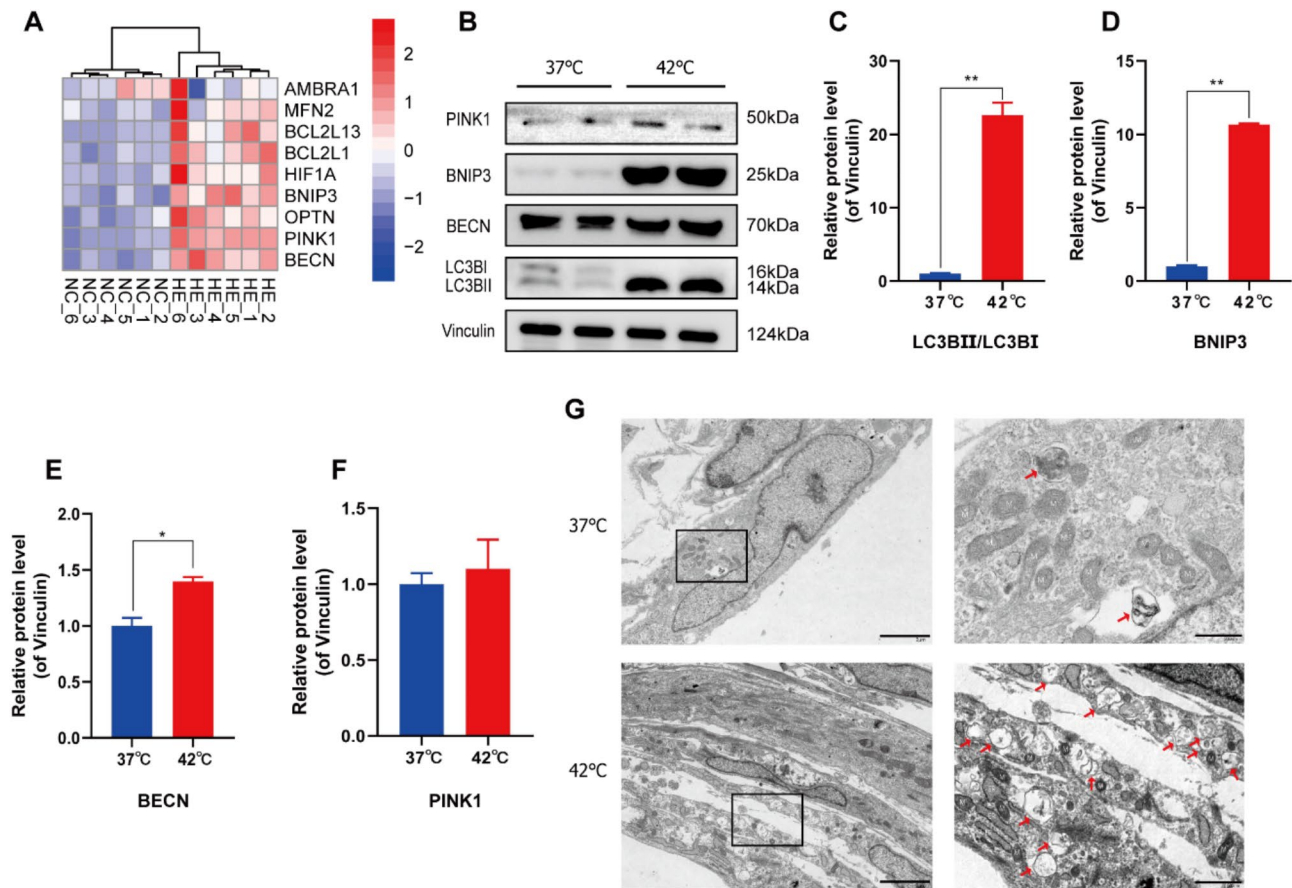 A
2
1
0
−1
−2
AMBRA1
MFN2
BCL2L13
BCL2L1
HIF1A
BNIP3
OPTN
PINK1
BECN
NC_6
NC_3
NC_4
NC_5
NC_1
NC_2
HE_6
HE_3
HE_4
HE_5
HE_1
HE_2
B
37℃ 42℃
PINK1 50kDa
BNIP3 25kDa
BECN 70kDa
LC3BI 16kDa
LC3BII 14kDa
Vinculin 124kDa
C
Relative protein level
(of Vinculin)
30
20
10
0
**
37℃ 42℃
LC3BII/LC3BI
D
Relative protein level
(of Vinculin)
15
10
5
0
**
37℃ 42℃
BNIP3
E
Relative protein level
(of Vinculin)
2.0
1.5
1.0
0.5
0.0
*
37℃ 42℃
BECN
F
Relative protein level
(of Vinculin)
1.5
1.0
0.5
0.0
37℃ 42℃
PINK1
G
37℃
42℃